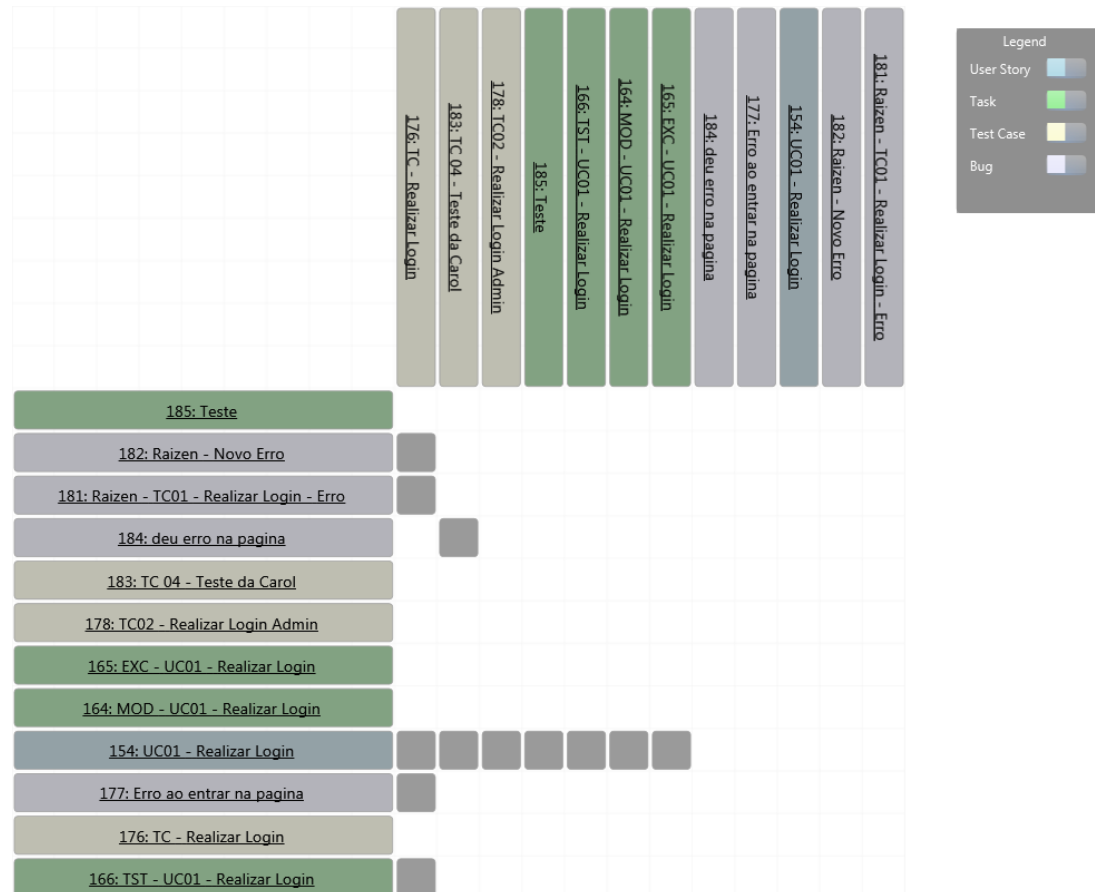 176: TC - Realizar Login
183: TC 04 - Teste da Carol
178: TC02 - Realizar Login Admin
185: Teste
166: TST - UC01 - Realizar Login
164: MOD - UC01 - Realizar Login
165: EXC - UC01 - Realizar Login
184: deu erro na pagina
177: Erro ao entrar na pagina
154: UC01 - Realizar Login
182: Raizen - Novo Erro
181: Raizen - TC01 - Realizar Login - Erro
Legend
User Story
Task
Test Case
Bug
185: Teste
182: Raizen - Novo Erro
181: Raizen - TC01 - Realizar Login - Erro
184: deu erro na pagina
183: TC 04 - Teste da Carol
178: TC02 - Realizar Login Admin
165: EXC - UC01 - Realizar Login
164: MOD - UC01 - Realizar Login
154: UC01 - Realizar Login
177: Erro ao entrar na pagina
176: TC - Realizar Login
166: TST - UC01 - Realizar Login